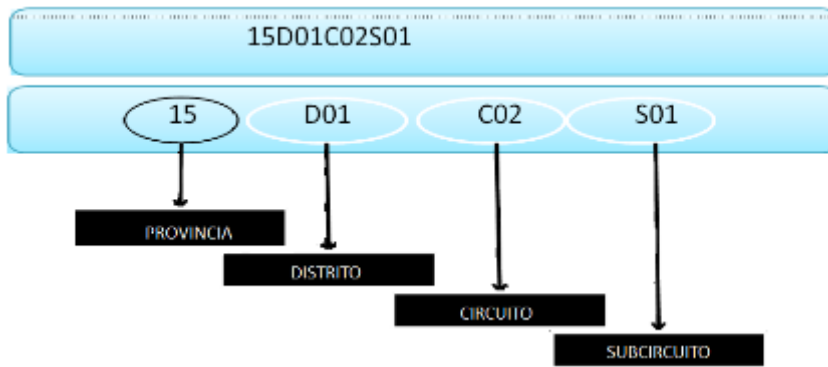 15D01C02S01
15 D01 C02 S01
PROVINCIA
DISTRITO
CIRCUITO
SUBCIRCUITO